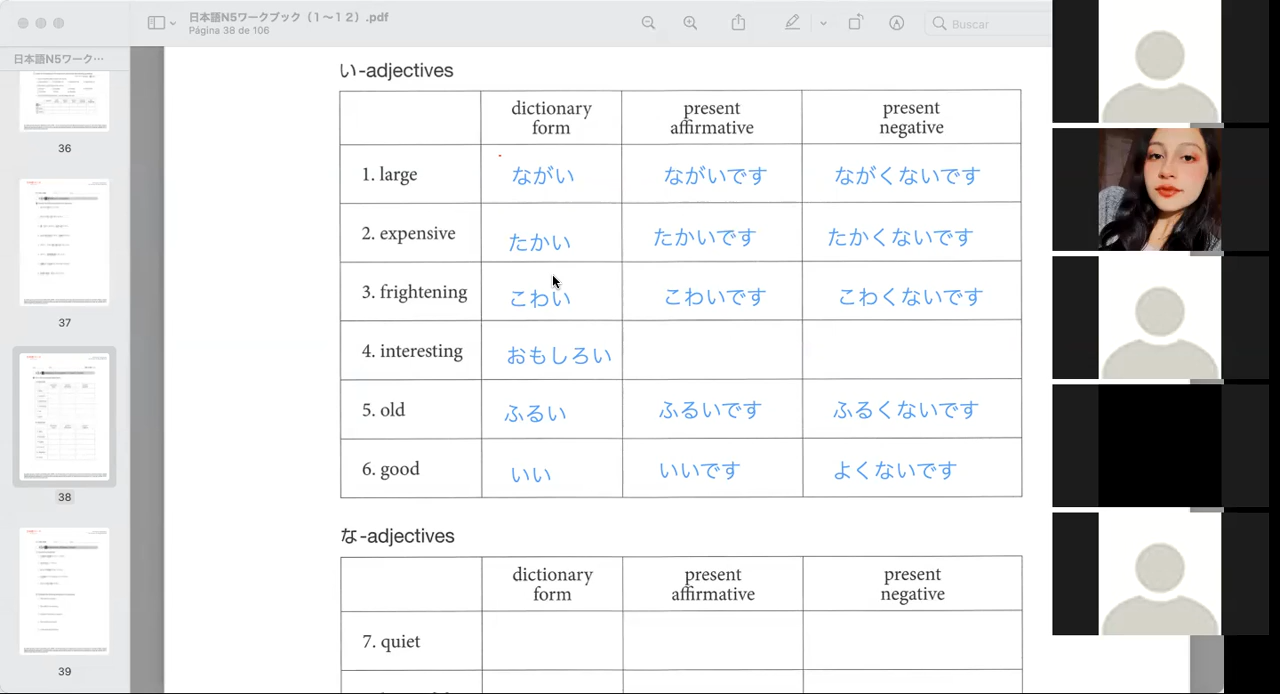 日本語N5ワークブック（１〜１２）.pdf
Página 38 de 106
Buscar
日本語N5ワーク…
36
37
38
39
い-adjectives
dictionary form
present affirmative
present negative
1. large
ながい
ながいです
ながくないです
2. expensive
たかい
たかいです
たかくないです
3. frightening
こわい
こわいです
こわくないです
4. interesting
おもしろい
5. old
ふるい
ふるいです
ふるくないです
6. good
いい
いいです
よくないです
な-adjectives
dictionary form
present affirmative
present negative
7. quiet